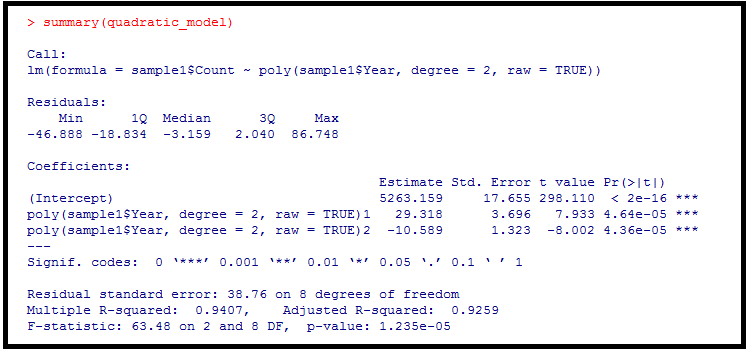 > summary(quadratic_model)
Call:
lm(formula = sample1$Count ~ poly(sample1$Year, degree = 2, raw = TRUE))
Residuals:
Min 1Q Median 3Q Max
-46.888 -18.834 -3.159 2.040 86.748
Coefficients:
Estimate Std. Error t value Pr(>|t|)
(Intercept) 5263.159 17.655 298.110 < 2e-16 ***
poly(sample1$Year, degree = 2, raw = TRUE)1 29.318 3.696 7.933 4.64e-05 ***
poly(sample1$Year, degree = 2, raw = TRUE)2 -10.589 1.323 -8.002 4.36e-05 ***
---
Signif. codes: 0 ‘***’ 0.001 ‘**’ 0.01 ‘*’ 0.05 ‘.’ 0.1 ‘ ’ 1
Residual standard error: 38.76 on 8 degrees of freedom
Multiple R-squared: 0.9407, Adjusted R-squared: 0.9259
F-statistic: 63.48 on 2 and 8 DF, p-value: 1.235e-05